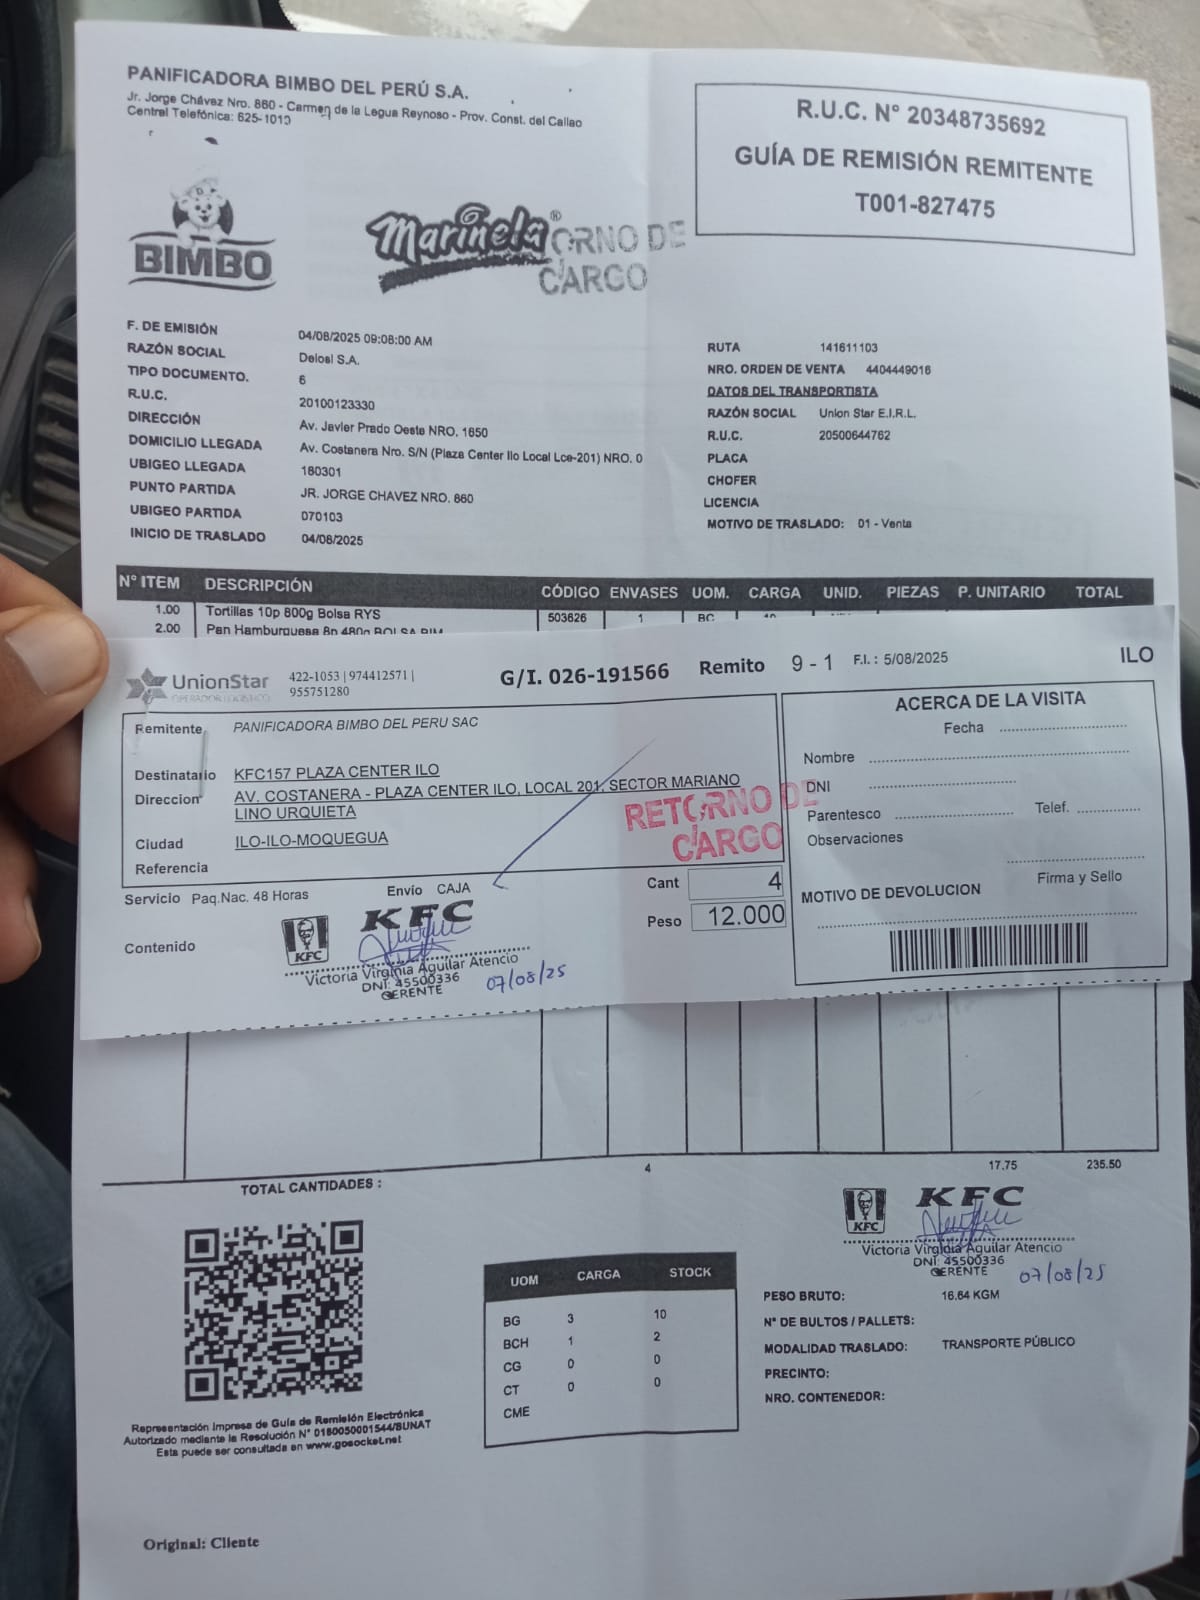 PANIFICADORA BIMBO DEL PERÚ S.A.
Jr. Jorge Chávez Nro. 860 - Carmen de la Legua Reynoso - Prov. Const. del Callao
Central Telefónica: 625-1010
R.U.C. N° 20348735692
GUÍA DE REMISIÓN REMITENTE
T001-827475
BIMBO
Marinela®
ORNO DE
CARGO
F. DE EMISIÓN 04/08/2025 09:08:00 AM
RAZÓN SOCIAL Delosi S.A.
TIPO DOCUMENTO. 6
R.U.C. 20100123330
DIRECCIÓN Av. Javier Prado Oeste NRO. 1650
DOMICILIO LLEGADA Av. Costanera Nro. S/N (Plaza Center Ilo Local Lce-201) NRO. 0
UBIGEO LLEGADA 180301
PUNTO PARTIDA JR. JORGE CHAVEZ NRO. 860
UBIGEO PARTIDA 070103
INICIO DE TRASLADO 04/08/2025
RUTA 141611103
NRO. ORDEN DE VENTA 4404449016
DATOS DEL TRANSPORTISTA
RAZÓN SOCIAL Union Star E.I.R.L.
R.U.C. 20500644762
PLACA
CHOFER
LICENCIA
MOTIVO DE TRASLADO: 01 - Venta
N° ITEM DESCRIPCIÓN CÓDIGO ENVASES UOM. CARGA UNID. PIEZAS P. UNITARIO TOTAL
1.00 Tortillas 10p 800g Bolsa RYS 503626 1 BC
2.00 Pan Hamburguesa 8p 480g BOLSA BIM
UnionStar
OPERADOR LOGISTICO
422-1053 | 974412571 |
955751280
G/I. 026-191566 Remito 9 - 1 F.I. : 5/08/2025 ILO
Remitente PANIFICADORA BIMBO DEL PERU SAC
Destinatario KFC157 PLAZA CENTER ILO
Direccion AV. COSTANERA - PLAZA CENTER ILO, LOCAL 201, SECTOR MARIANO
LINO URQUIETA
Ciudad ILO-ILO-MOQUEGUA
Referencia
RETORNO DE
CARGO
Servicio Paq.Nac. 48 Horas Envío CAJA
Cant 4
Peso 12.000
Contenido
KFC
KFC
Victoria Virginia Aguilar Atencio
DNI: 45500336
GERENTE
07/08/25
ACERCA DE LA VISITA
Fecha
Nombre
DNI
Parentesco Telef.
Observaciones
Firma y Sello
MOTIVO DE DEVOLUCION
4 17.75 235.50
TOTAL CANTIDADES :
KFC
KFC
Victoria Virginia Aguilar Atencio
DNI: 45500336
GERENTE
07/08/25
UOM CARGA STOCK
BG 3 10
BCH 1 2
CG 0 0
CT 0 0
CME
PESO BRUTO: 16.64 KGM
N° DE BULTOS / PALLETS:
MODALIDAD TRASLADO: TRANSPORTE PÚBLICO
PRECINTO:
NRO. CONTENEDOR:
Representación Impresa de Guía de Remisión Electrónica
Autorizado mediante la Resolución N° 0180050001544/SUNAT
Esta puede ser consultada en www.gosocket.net
Original: Cliente